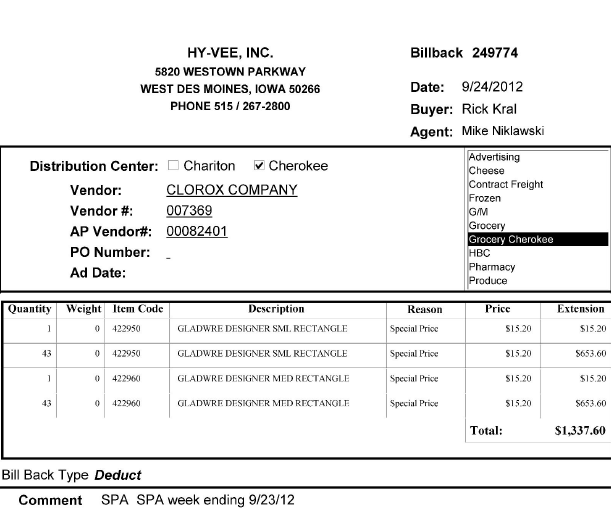 HY-VEE, INC.
5820 WESTOWN PARKWAY
WEST DES MOINES, IOWA 50266
PHONE 515 / 267-2800
Billback 249774
Date: 9/24/2012
Buyer: Rick Kral
Agent: Mike Niklawski
Distribution Center: Chariton Cherokee
Vendor: CLOROX COMPANY
Vendor #: 007369
AP Vendor#: 00082401
PO Number:
Ad Date:
Advertising
Cheese
Contract Freight
Frozen
G/M
Grocery
Grocery Cherokee
HBC
Pharmacy
Produce
Quantity Weight Item Code Description Reason Price Extension
1 0 422950 GLADWRE DESIGNER SML RECTANGLE Special Price $15.20 $15.20
43 0 422950 GLADWRE DESIGNER SML RECTANGLE Special Price $15.20 $653.60
1 0 422960 GLADWRE DESIGNER MED RECTANGLE Special Price $15.20 $15.20
43 0 422960 GLADWRE DESIGNER MED RECTANGLE Special Price $15.20 $653.60
Total: $1,337.60
Bill Back Type Deduct
Comment SPA SPA week ending 9/23/12